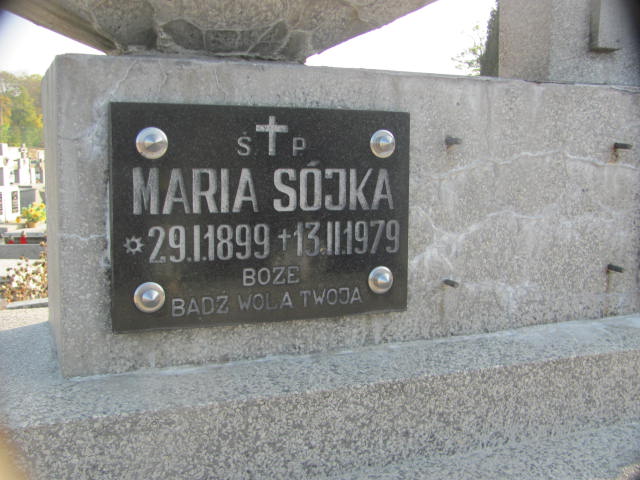 Ś † P
MARIA SÓJKA
✡ 29.I.1899 † 13.II.1979
BOŻE
BĄDŹ WOLA TWOJA